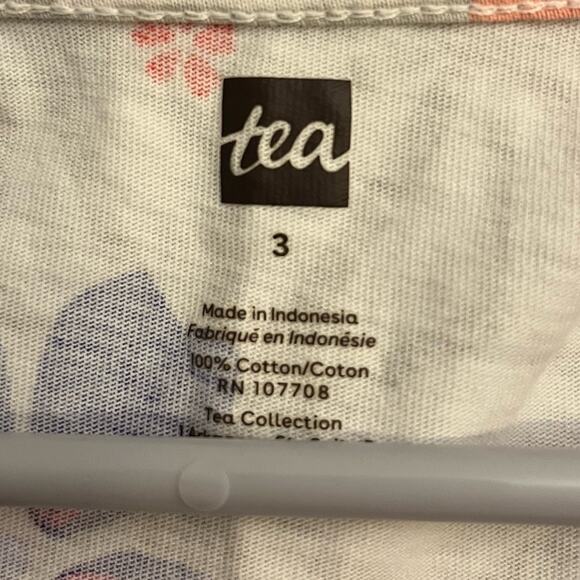 tea
3
Made in Indonesia
Fabriqué en Indonésie
100% Cotton/Coton
RN 107708
Tea Collection